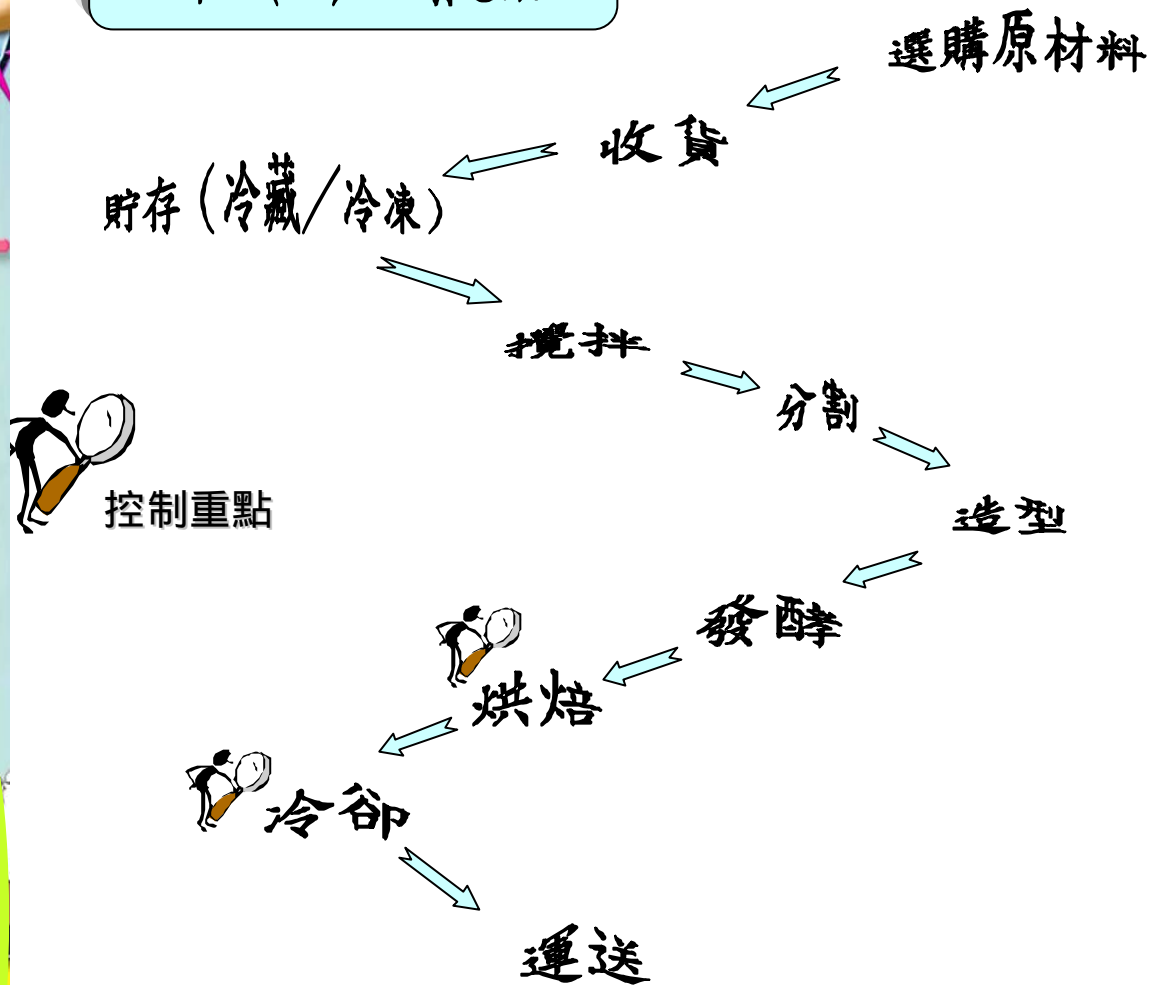 選購原材料
收貨
貯存（冷藏/冷凍）
攪拌
分割
造型
控制重點
發酵
烘焙
冷卻
運送